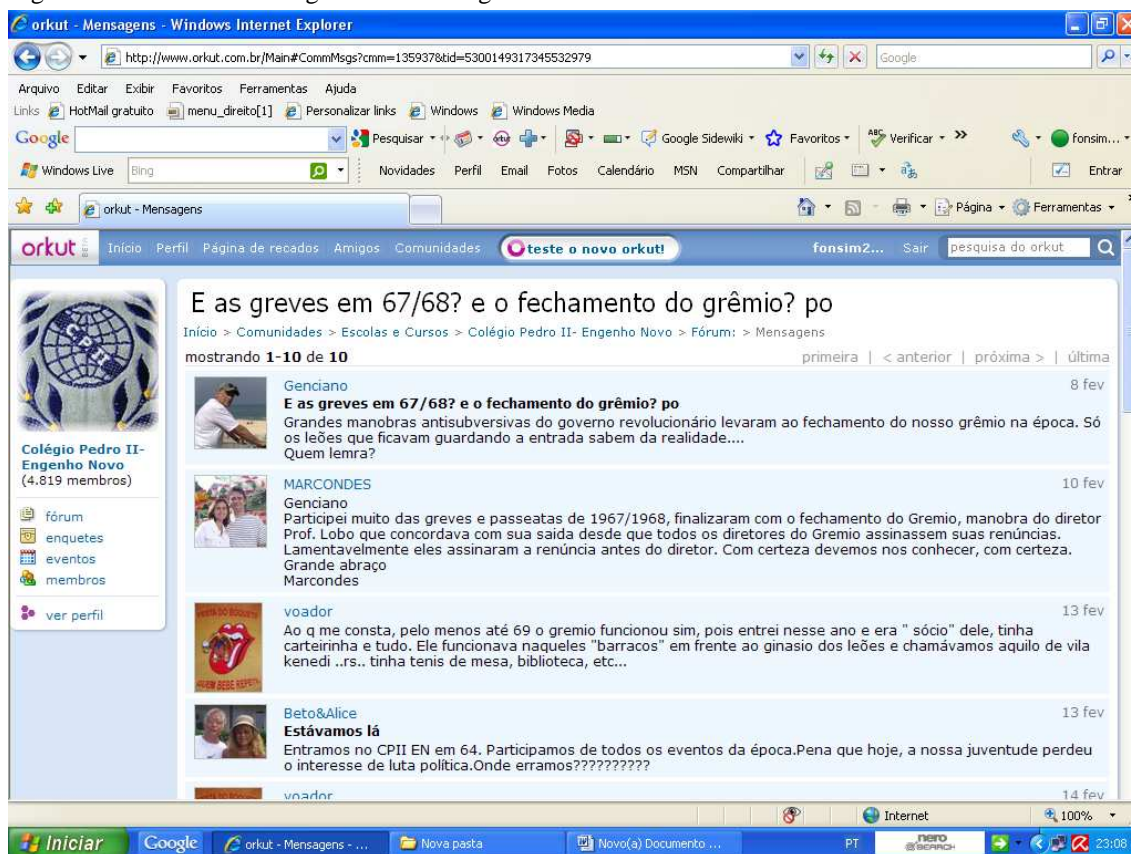 orkut - Mensagens - Windows Internet Explorer
http://www.orkut.com.br/Main#CommMsgs?cmm=135937&tid=5300149317345532979
Google
Arquivo Editar Exibir Favoritos Ferramentas Ajuda
Links HotMail gratuito menu_direito[1] Personalizar links Windows Windows Media
Google Pesquisar Google Sidewiki Favoritos Verificar fonsim...
Windows Live Bing Novidades Perfil Email Fotos Calendário MSN Compartilhar Entrar
orkut - Mensagens Página Ferramentas
orkut Início Perfil Página de recados Amigos Comunidades teste o novo orkut! fonsim2... Sair pesquisa do orkut
CPII
Colégio Pedro II-
Engenho Novo
(4.819 membros)
fórum
enquetes
eventos
membros
ver perfil
E as greves em 67/68? e o fechamento do grêmio? po
Início > Comunidades > Escolas e Cursos > Colégio Pedro II- Engenho Novo > Fórum: > Mensagens
mostrando 1-10 de 10 primeira | < anterior | próxima > | última
Genciano 8 fev
E as greves em 67/68? e o fechamento do grêmio? po
Grandes manobras antisubversivas do governo revolucionário levaram ao fechamento do nosso grêmio na época. Só
os leões que ficavam guardando a entrada sabem da realidade....
Quem lembra?
MARCONDES 10 fev
Genciano
Participei muito das greves e passeatas de 1967/1968, finalizaram com o fechamento do Gremio, manobra do diretor
Prof. Lobo que concordava com sua saida desde que todos os diretores do Gremio assinassem suas renúncias.
Lamentavelmente eles assinaram a renúncia antes do diretor. Com certeza devemos nos conhecer, com certeza.
Grande abraço
Marcondes
voador 13 fev
Ao q me consta, pelo menos até 69 o gremio funcionou sim, pois entrei nesse ano e era " sócio" dele, tinha
carteirinha e tudo. Ele funcionava naqueles "barracos" em frente ao ginasio dos leões e chamávamos aquilo de vila
kenedi ..rs.. tinha tenis de mesa, biblioteca, etc...
Beto&Alice 13 fev
Estávamos lá
Entramos no CPII EN em 64. Participamos de todos os eventos da época.Pena que hoje, a nossa juventude perdeu
o interesse de luta política.Onde erramos??????????
voador 14 fev
Internet 100%
Iniciar Google orkut - Mensagens - ... Nova pasta Novo(a) Documento ... PT nero SEARCH 23:08